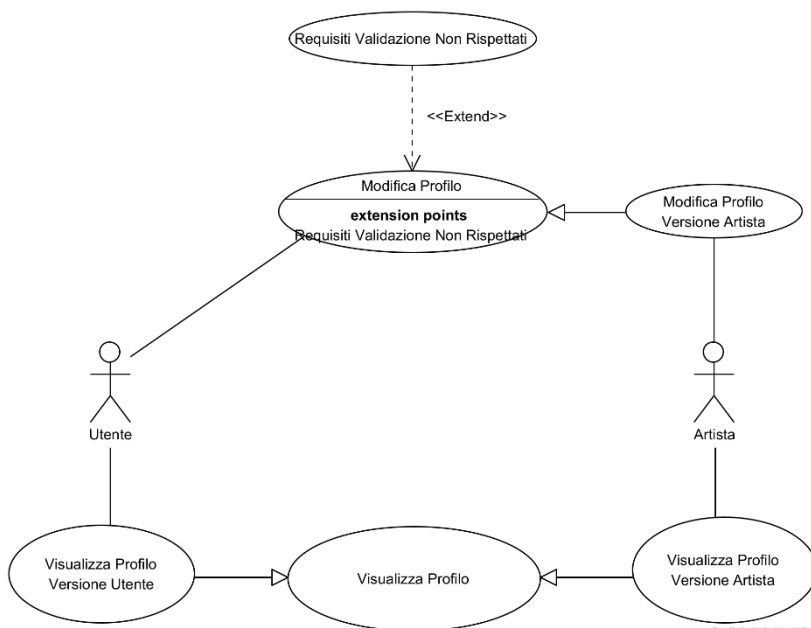 Requisiti Validazione Non Rispettati
<<Extend>>
Modifica Profilo
extension points
Requisiti Validazione Non Rispettati
Modifica Profilo
Versione Artista
Utente
Artista
Visualizza Profilo
Versione Utente
Visualizza Profilo
Visualizza Profilo
Versione Artista